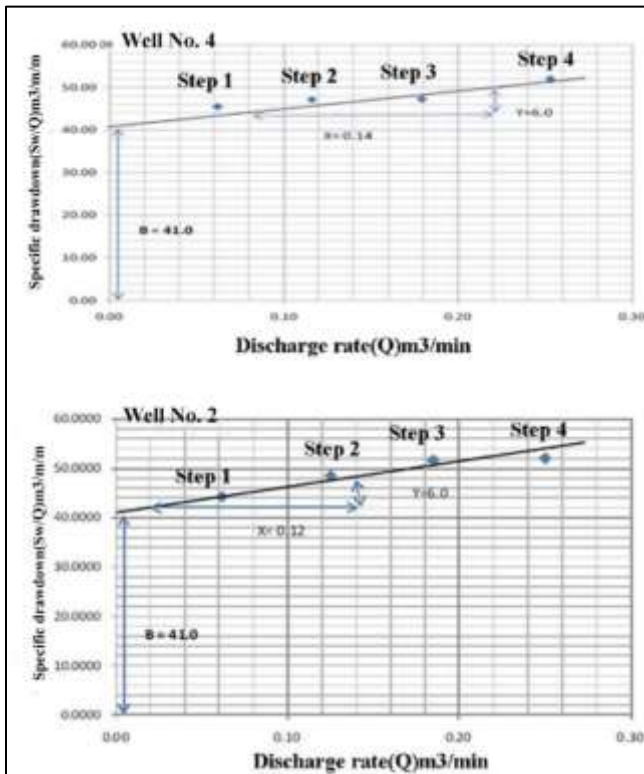 Well No. 4
60.00
50.00
40.00
30.00
20.00
10.00
0.00
0.00 0.10 0.20 0.30
Specific drawdown(Sw/Q)m3/m/m
Step 1 Step 2 Step 3 Step 4
X= 0.14
Y=6.0
B = 41.0
Discharge rate(Q)m3/min
Well No. 2
60.0000
50.0000
40.0000
30.0000
20.0000
10.0000
0.0000
0.00 0.10 0.20 0.30
Specific drawdown(Sw/Q)m3/m/m
Step 1 Step 2 Step 3 Step 4
X= 0.12
Y=6.0
B = 41.0
Discharge rate(Q)m3/min